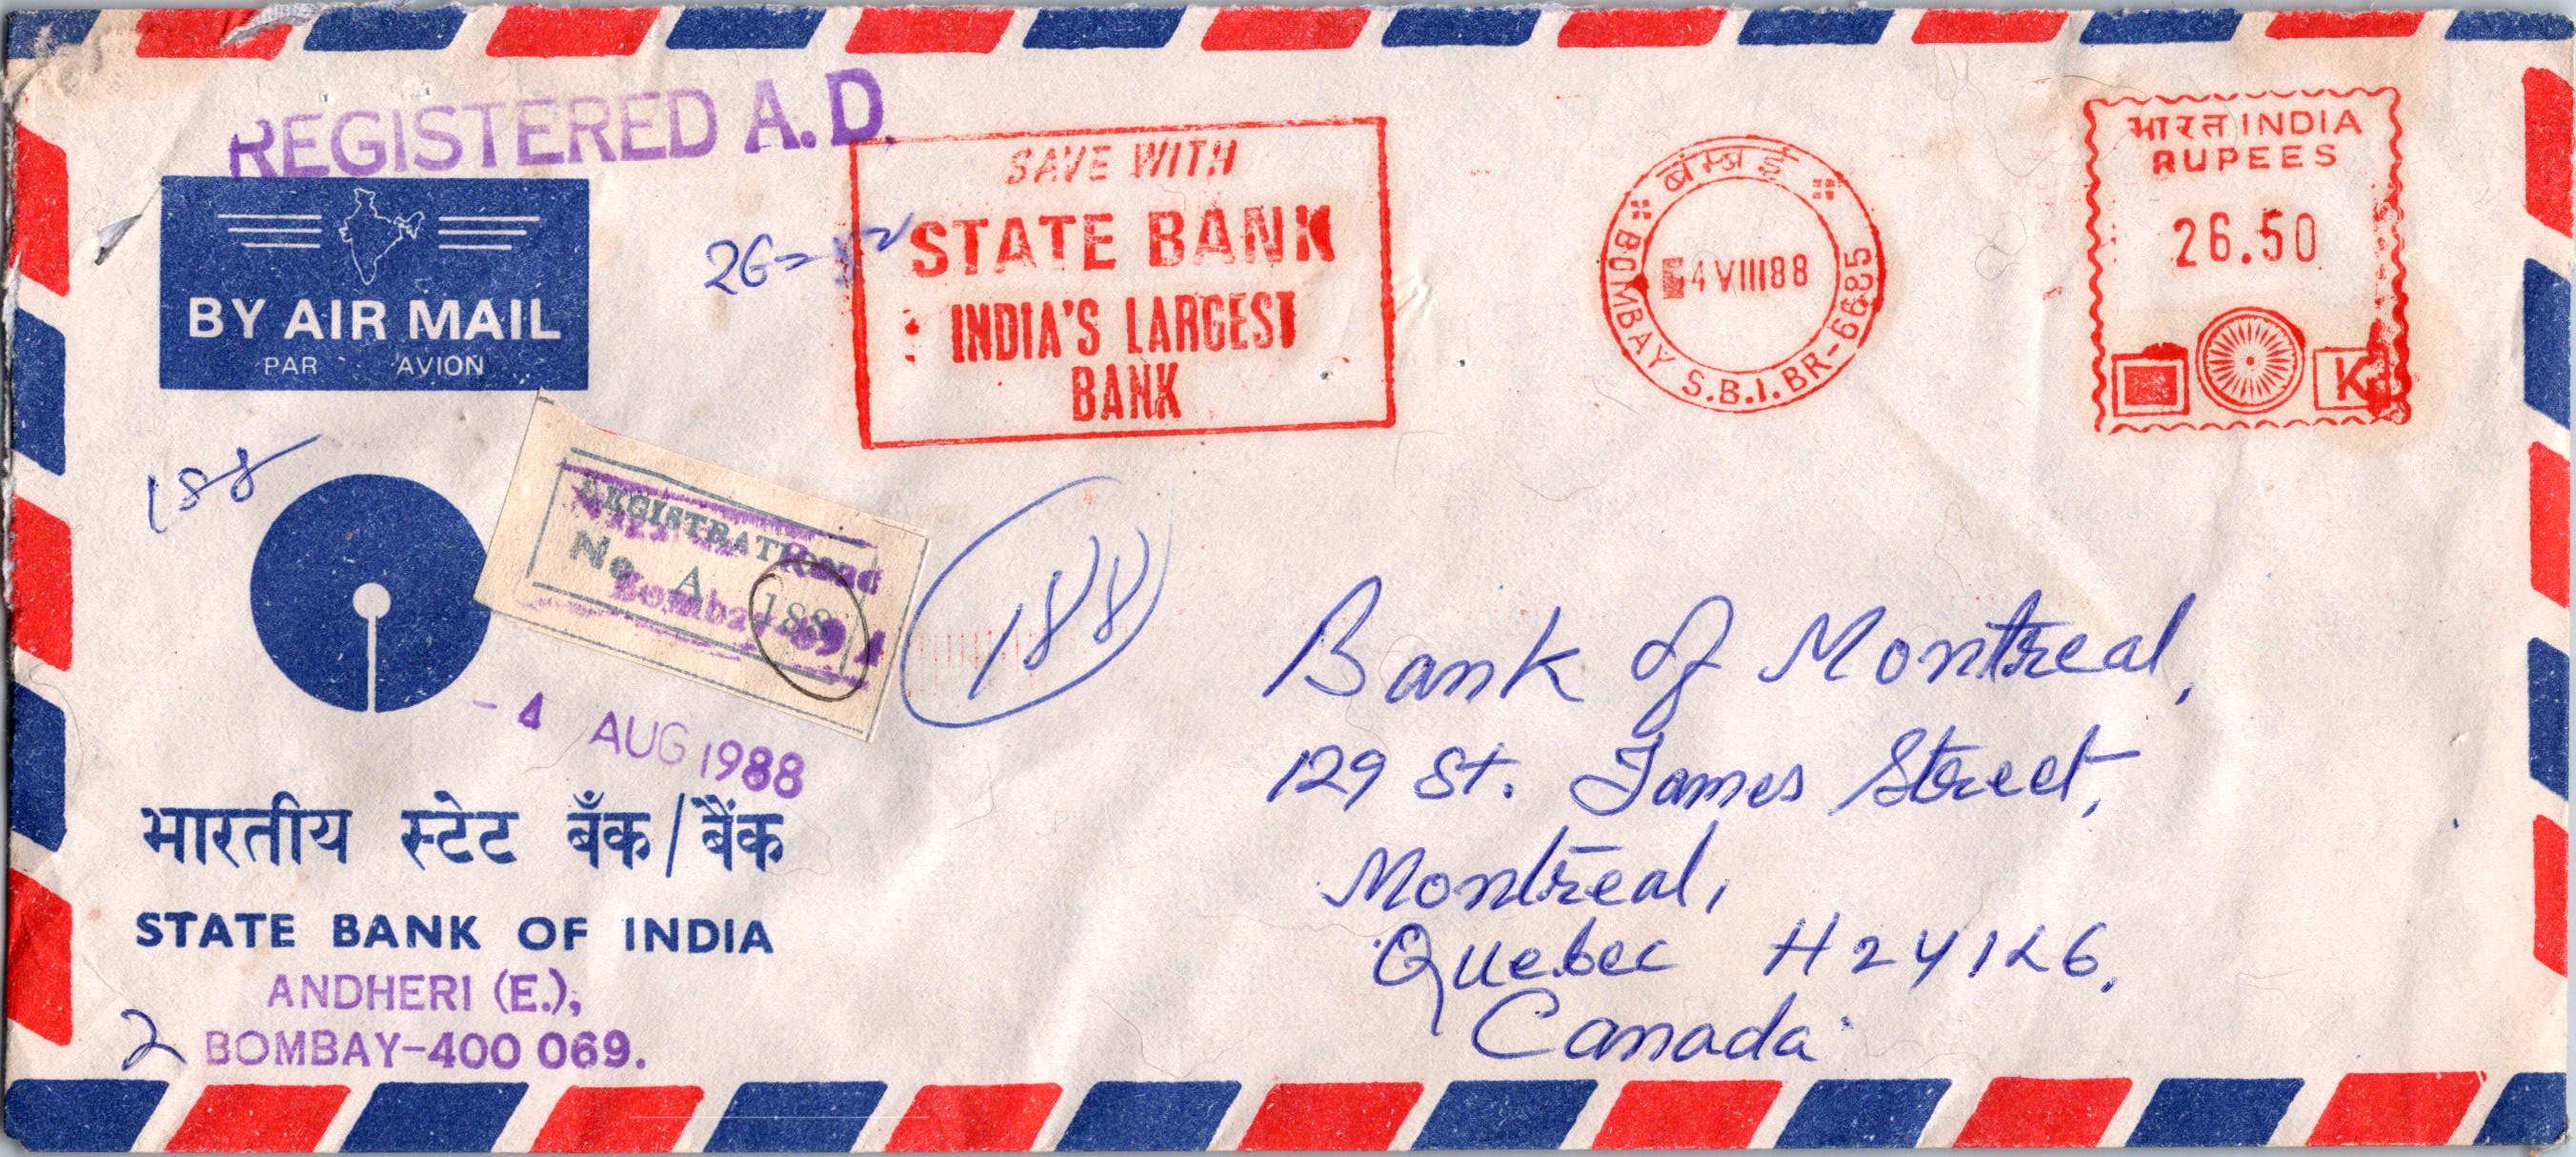 REGISTERED A.D.
BY AIR MAIL
PAR AVION
SAVE WITH
STATE BANK
INDIA'S LARGEST
BANK
बम्बई
4 VIII 88
BOMBAY S.B.I. BR-6685
भारत INDIA
RUPEES
26.50
K
188
REGISTRATION
No. A 188
Bombay
188
- 4 AUG 1988
भारतीय स्टेट बँक/बैंक
STATE BANK OF INDIA
ANDHERI (E.),
BOMBAY-400 069.
2
Bank of Montreal,
129 St. James Street,
Montreal,
Quebec H2Y1L6.
Canada